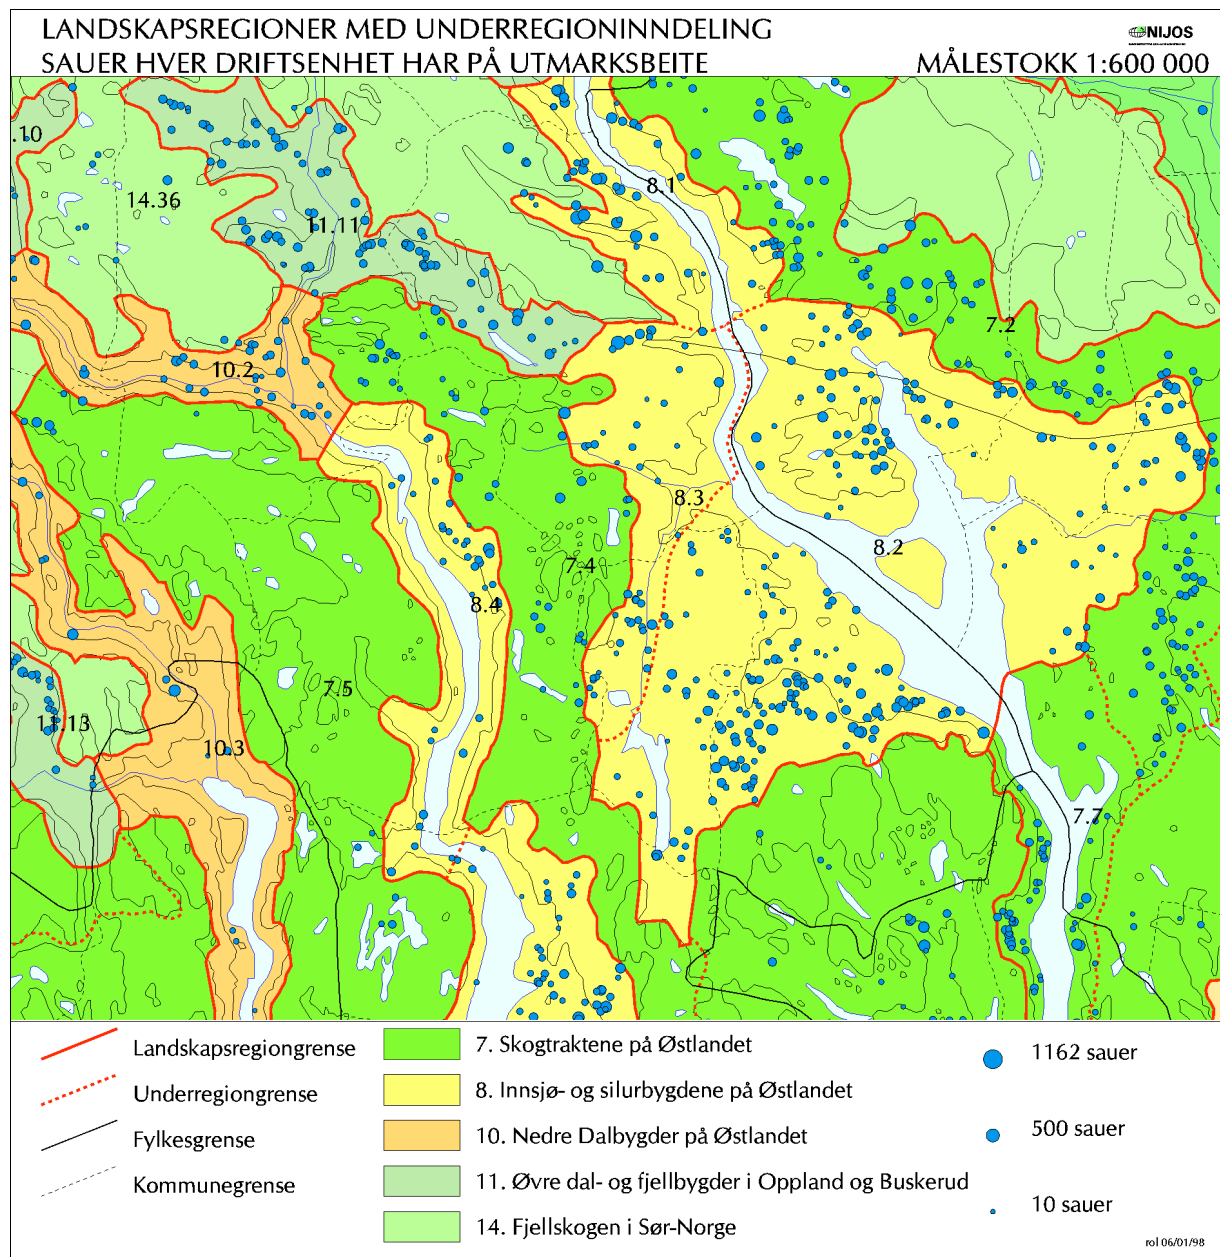 LANDSKAPSREGIONER MED UNDERREGIONINNDELING
NIJOS
SAUER HVER DRIFTSENHET HAR PÅ UTMARKSBEITE
MÅLESTOKK 1:600 000
.10
8.1
14.36
11.11
7.2
10.2
8.3
8.2
7.4
8.4
7.5
11.13
10.3
7.7
Landskapsregiongrense
Underregiongrense
Fylkesgrense
Kommunegrense
7. Skogtraktene på Østlandet
8. Innsjø- og silurbygdene på Østlandet
10. Nedre Dalbygder på Østlandet
11. Øvre dal- og fjellbygder i Oppland og Buskerud
14. Fjellskogen i Sør-Norge
1162 sauer
500 sauer
10 sauer
rol 06/01/98